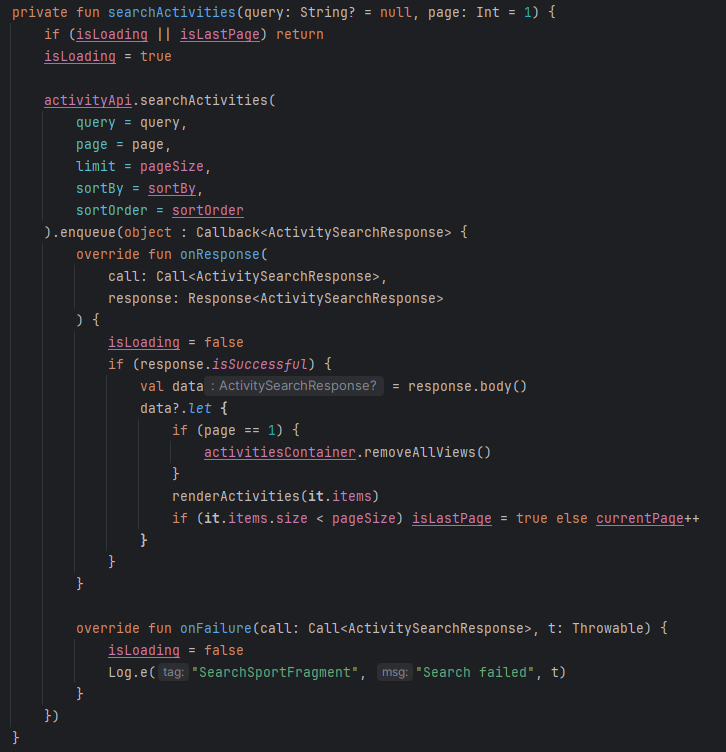 private fun searchActivities(query: String? = null, page: Int = 1) {
    if (isLoading || isLastPage) return
    isLoading = true

    activityApi.searchActivities(
        query = query,
        page = page,
        limit = pageSize,
        sortBy = sortBy,
        sortOrder = sortOrder
    ).enqueue(object : Callback<ActivitySearchResponse> {
        override fun onResponse(
            call: Call<ActivitySearchResponse>,
            response: Response<ActivitySearchResponse>
        ) {
            isLoading = false
            if (response.isSuccessful) {
                val data : ActivitySearchResponse? = response.body()
                data?.let {
                    if (page == 1) {
                        activitiesContainer.removeAllViews()
                    }
                    renderActivities(it.items)
                    if (it.items.size < pageSize) isLastPage = true else currentPage++
                }
            }
        }

        override fun onFailure(call: Call<ActivitySearchResponse>, t: Throwable) {
            isLoading = false
            Log.e( tag: "SearchSportFragment", msg: "Search failed", t)
        }
    })
}